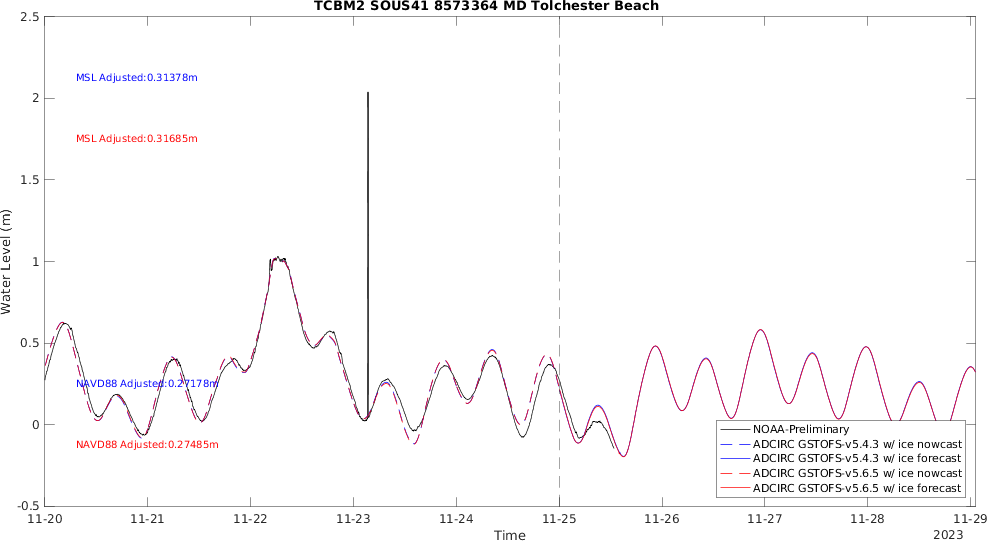 TCBM2 SOUS41 8573364 MD Tolchester Beach
2.5
2
1.5
1
0.5
0
-0.5
Water Level (m)
MSL Adjusted:0.31378m
MSL Adjusted:0.31685m
NAVD88 Adjusted:0.27178m
NAVD88 Adjusted:0.27485m
NOAA-Preliminary
ADCIRC GSTOFS-v5.4.3 w/ ice nowcast
ADCIRC GSTOFS-v5.4.3 w/ ice forecast
ADCIRC GSTOFS-v5.6.5 w/ ice nowcast
ADCIRC GSTOFS-v5.6.5 w/ ice forecast
11-20 11-21 11-22 11-23 11-24 11-25 11-26 11-27 11-28 11-29
Time
2023